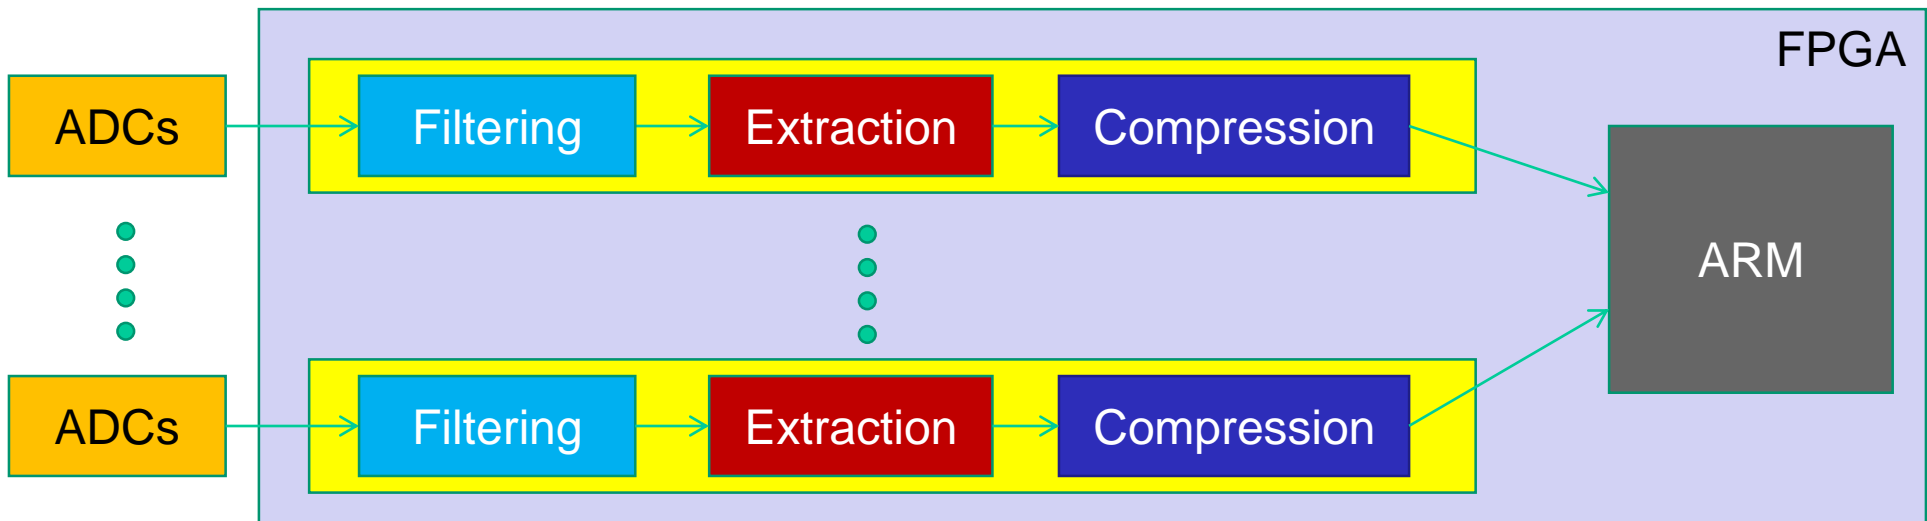 FPGA
ADCs
Filtering
Extraction
Compression
ARM
ADCs
Filtering
Extraction
Compression